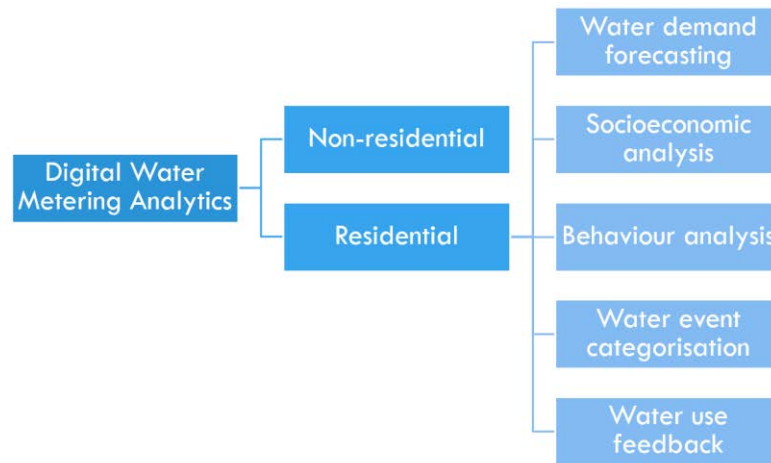 Digital Water
Metering Analytics
Non-residential
Residential
Water demand
forecasting
Socioeconomic
analysis
Behaviour analysis
Water event
categorisation
Water use
feedback